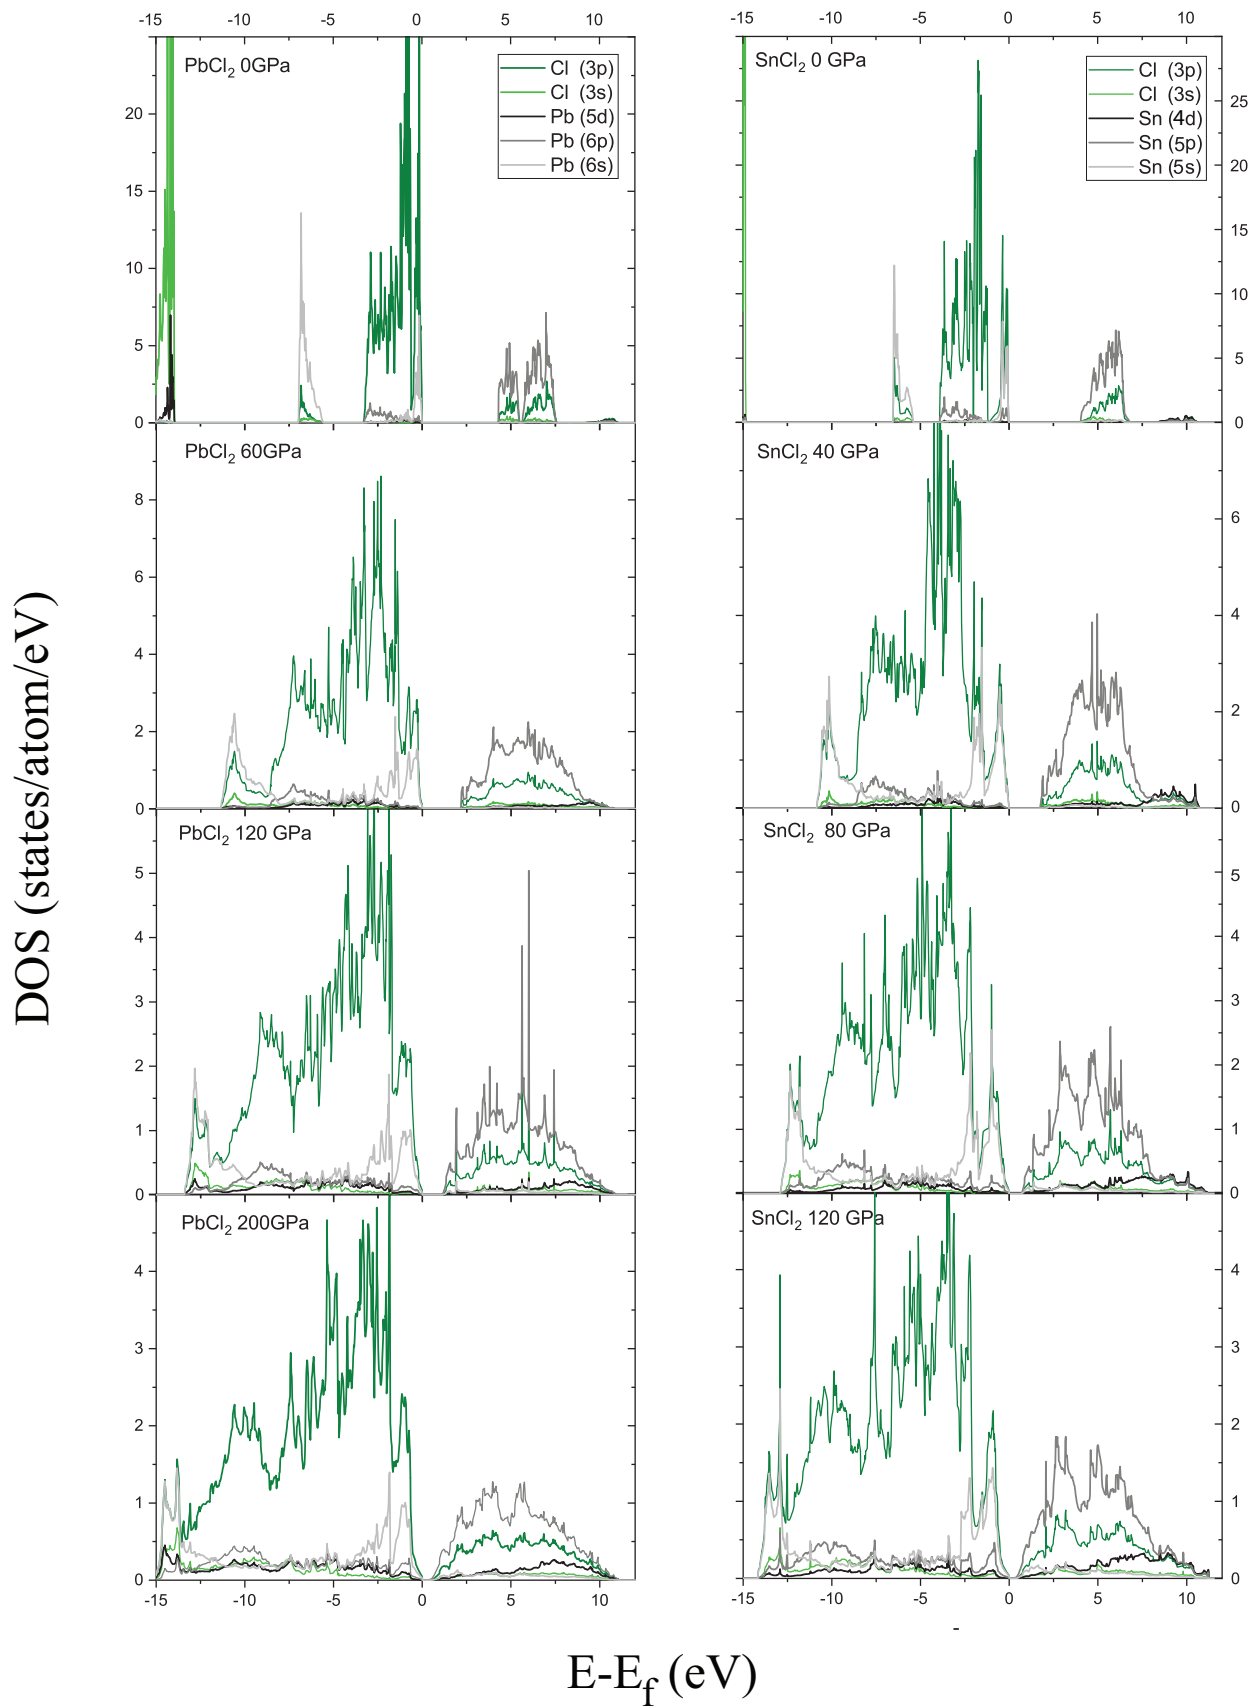 -15 -10 -5 0 5 10
-15 -10 -5 0 5 10
PbCl2 0GPa
Cl (3p)
Cl (3s)
Pb (5d)
Pb (6p)
Pb (6s)
20
15
10
5
0
SnCl2 0 GPa
Cl (3p)
Cl (3s)
Sn (4d)
Sn (5p)
Sn (5s)
25
20
15
10
5
0
PbCl2 60GPa
8
6
4
2
0
SnCl2 40 GPa
6
4
2
0
DOS (states/atom/eV)
PbCl2 120 GPa
5
4
3
2
1
0
SnCl2 80 GPa
5
4
3
2
1
0
PbCl2 200GPa
4
3
2
1
0
SnCl2 120 GPa
4
3
2
1
0
-15 -10 -5 0 5 10
-15 -10 -5 0 5 10
-
E-Ef (eV)